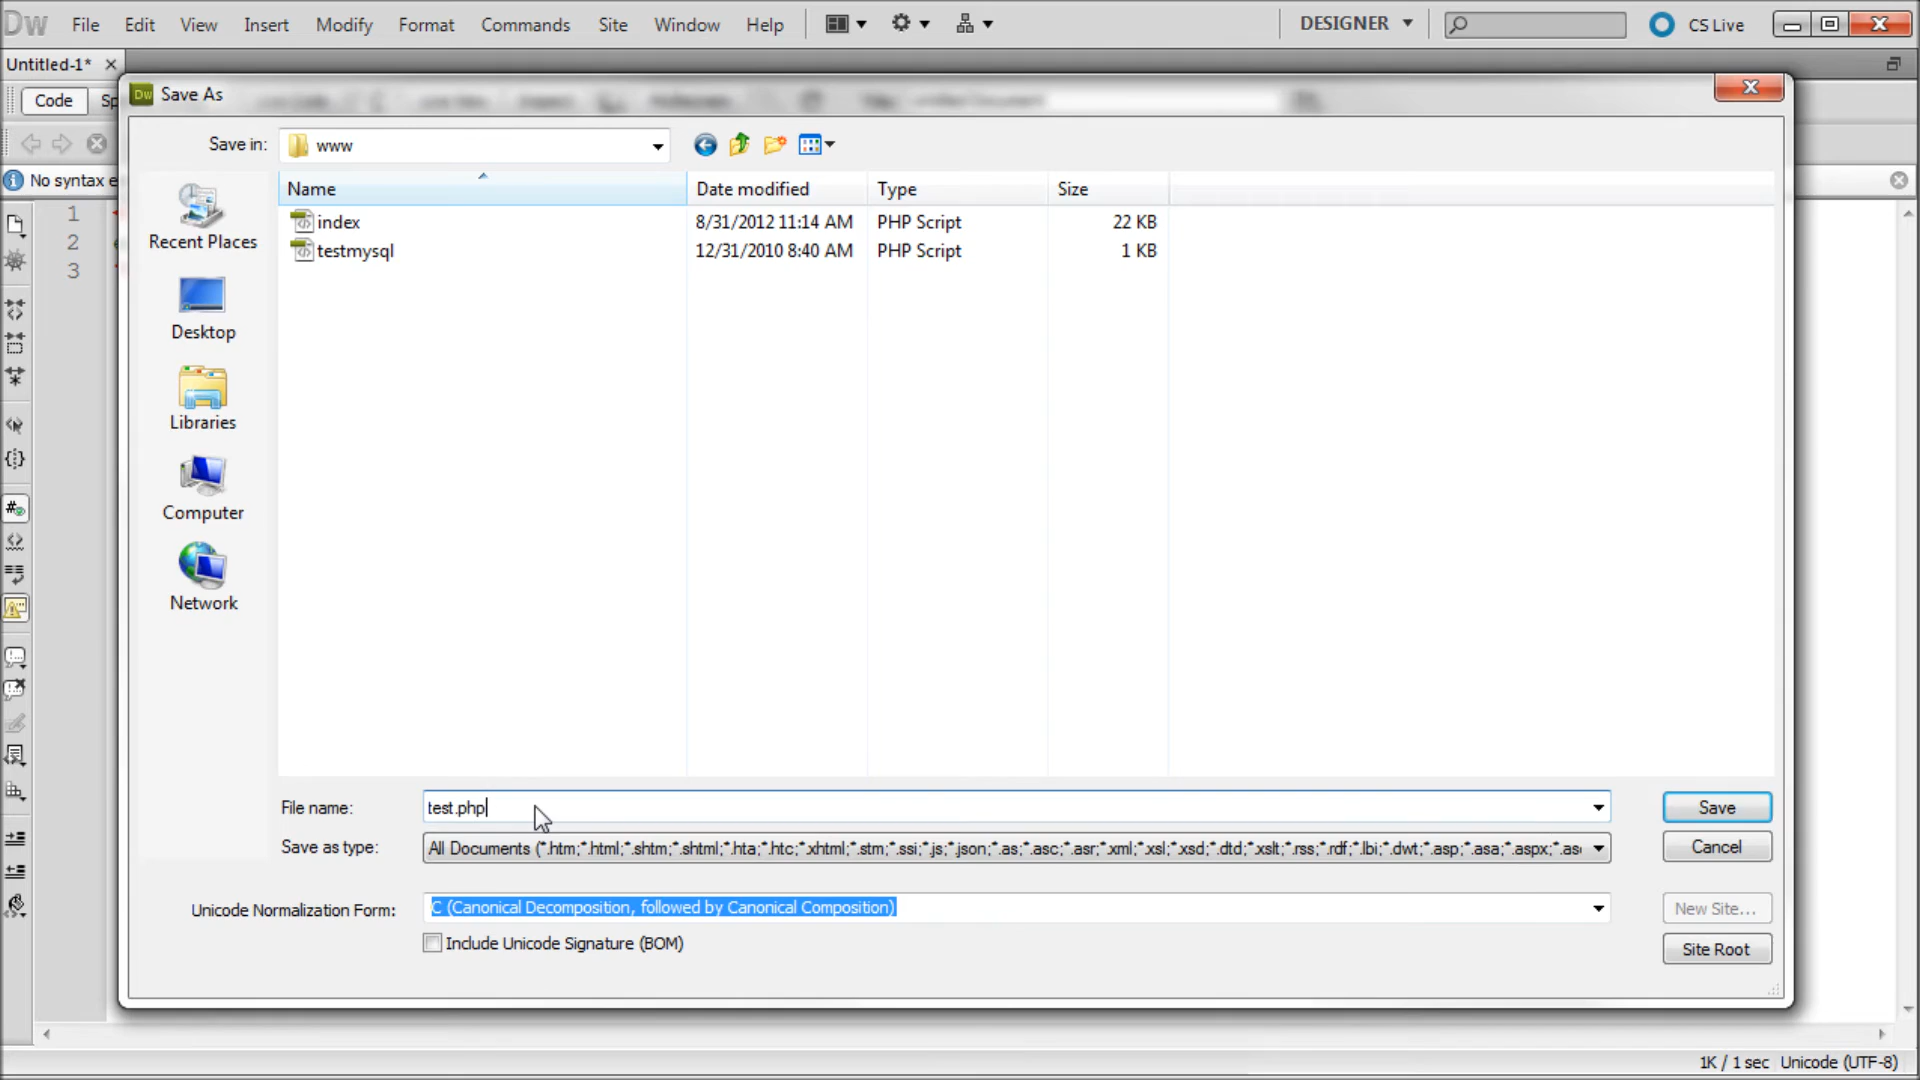 Dw File Edit View Insert Modify Format Commands Site Window Help DESIGNER CS Live
Untitled-1*
Code
Dw Save As
Save in: www
No syntax e
Name Date modified Type Size
1
2
3
index 8/31/2012 11:14 AM PHP Script 22 KB
testmysql 12/31/2010 8:40 AM PHP Script 1 KB
Recent Places
Desktop
Libraries
Computer
Network
File name: test.php Save
Save as type: All Documents (*.htm;*.html;*.shtm;*.shtml;*.hta;*.htc;*.xhtml;*.stm;*.ssi;*.js;*.json;*.as;*.asc;*.asr;*.xml;*.xsl;*.xsd;*.dtd;*.xslt;*.rss;*.rdf;*.lbi;*.dwt;*.asp;*.asa;*.aspx;*.asc Cancel
Unicode Normalization Form: C (Canonical Decomposition, followed by Canonical Composition) New Site...
Include Unicode Signature (BOM) Site Root
1K / 1 sec Unicode (UTF-8)